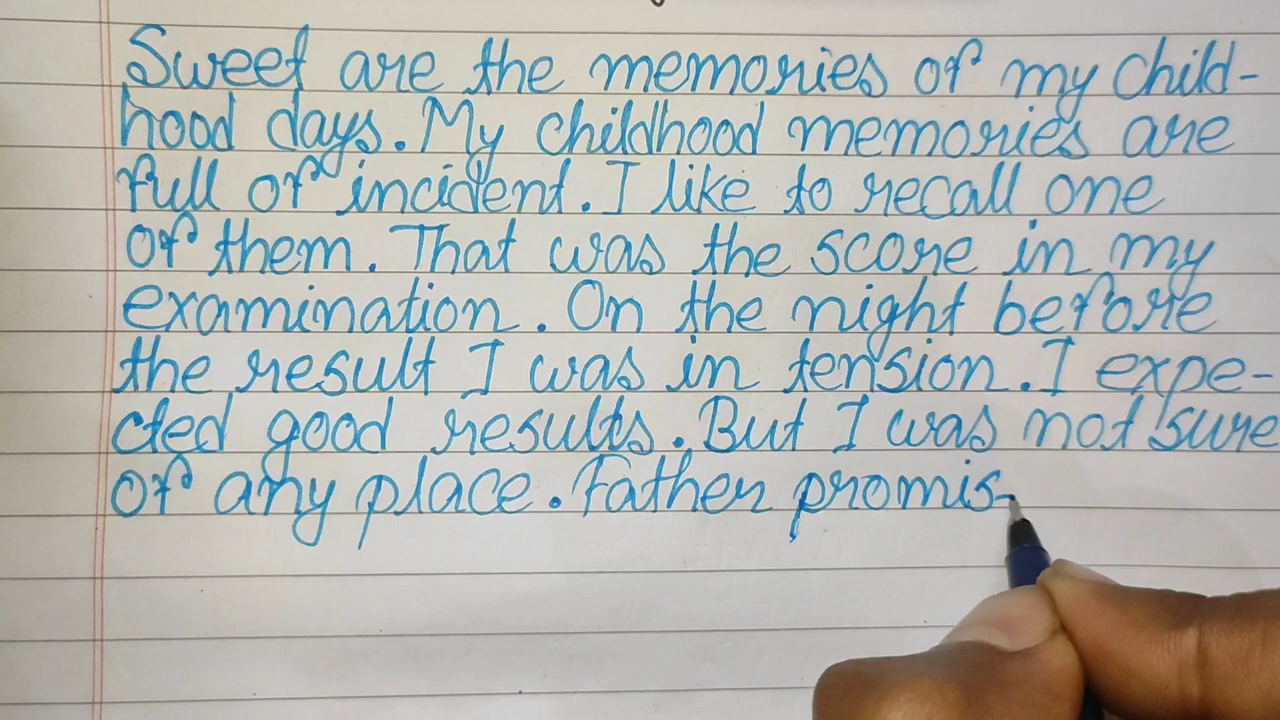 Sweet are the memories of my child-
hood days. My childhood memories are
full of incident. I like to recall one
of them. That was the score in my
examination. On the night before
the result I was in tension. I expe-
cted good results. But I was not sure
of any place. Father promis